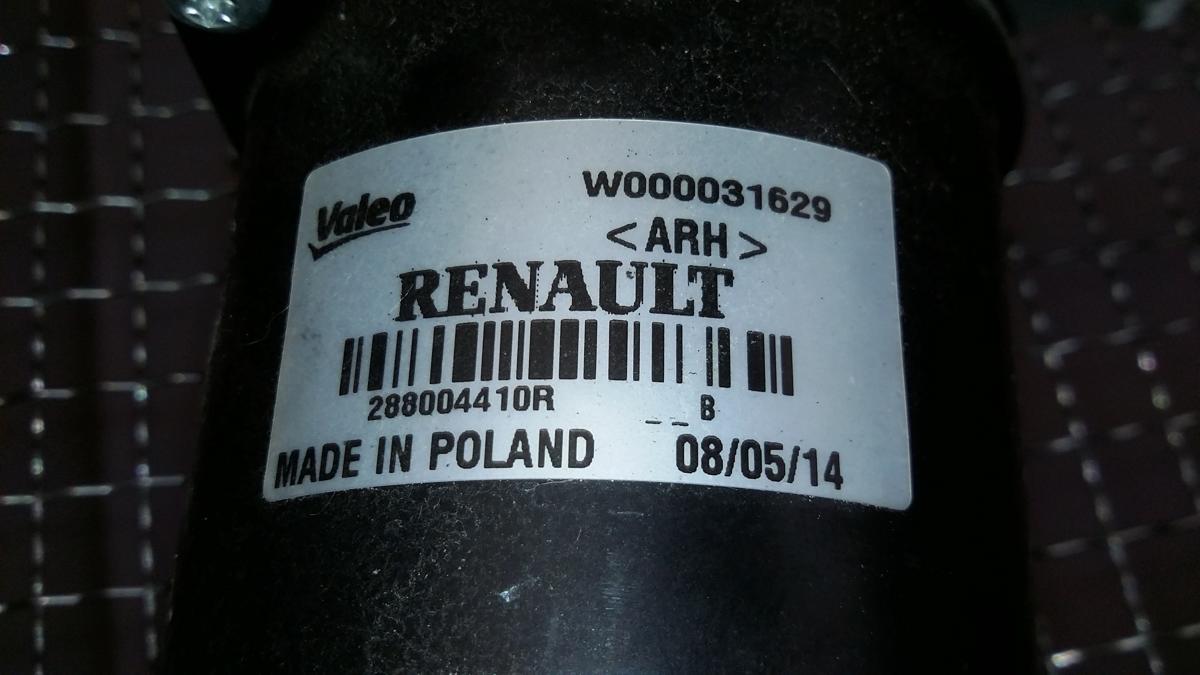 Valeo
W000031629
<ARH>
RENAULT
288004410R
_ _ B
MADE IN POLAND 08/05/14